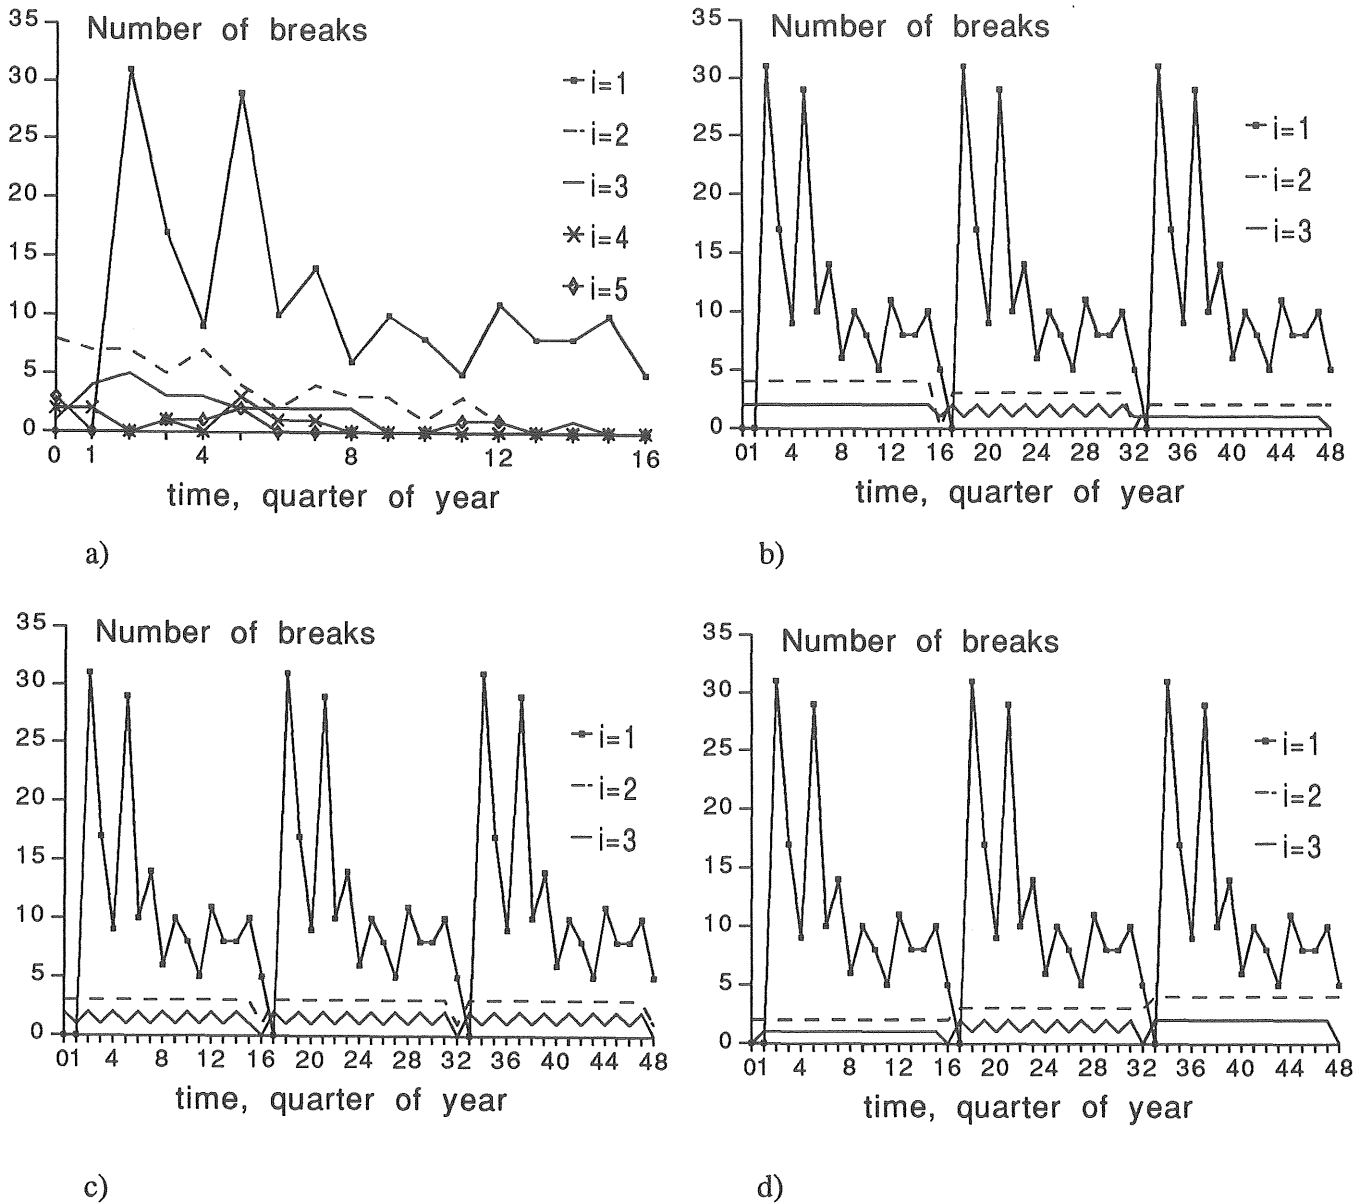 35
Number of breaks
30
25
20
15
10
5
0
i=1
i=2
i=3
i=4
i=5
0 1 4 8 12 16
time, quarter of year
a)
35
Number of breaks
30
25
20
15
10
5
0
i=1
i=2
i=3
01 4 8 12 16 20 24 28 32 36 40 44 48
time, quarter of year
b)
35
Number of breaks
30
25
20
15
10
5
0
i=1
i=2
i=3
01 4 8 12 16 20 24 28 32 36 40 44 48
time, quarter of year
c)
35
Number of breaks
30
25
20
15
10
5
0
i=1
i=2
i=3
01 4 8 12 16 20 24 28 32 36 40 44 48
time, quarter of year
d)